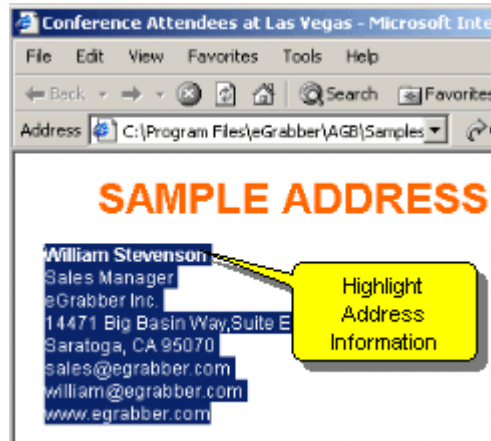 Conference Attendees at Las Vegas - Microsoft Inte
File Edit View Favorites Tools Help
Back Search Favorites
Address C:\Program Files\eGrabber\AGB\Samples
SAMPLE ADDRESS
William Stevenson
Sales Manager
eGrabber Inc.
14471 Big Basin Way,Suite E
Saratoga, CA 95070
sales@egrabber.com
william@egrabber.com
www.egrabber.com
Highlight
Address
Information